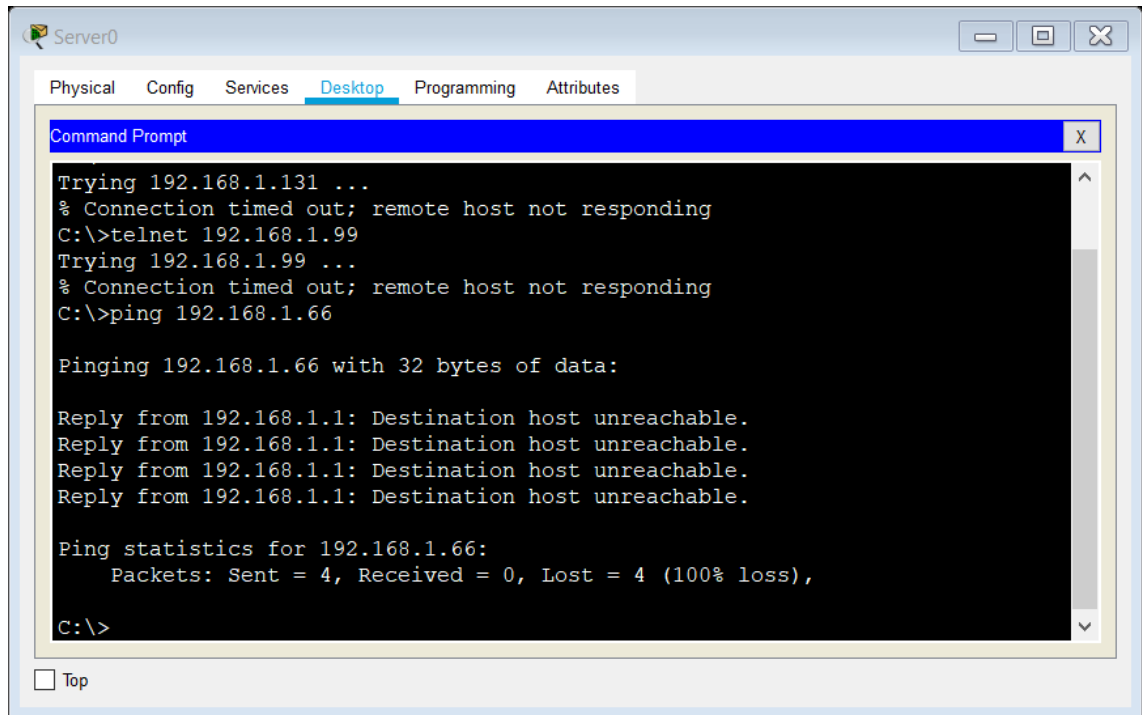 Server0
Physical Config Services Desktop Programming Attributes
Command Prompt X
Trying 192.168.1.131 ...
% Connection timed out; remote host not responding
C:\>telnet 192.168.1.99
Trying 192.168.1.99 ...
% Connection timed out; remote host not responding
C:\>ping 192.168.1.66
Pinging 192.168.1.66 with 32 bytes of data:
Reply from 192.168.1.1: Destination host unreachable.
Reply from 192.168.1.1: Destination host unreachable.
Reply from 192.168.1.1: Destination host unreachable.
Reply from 192.168.1.1: Destination host unreachable.
Ping statistics for 192.168.1.66:
Packets: Sent = 4, Received = 0, Lost = 4 (100% loss),
C:\>
Top